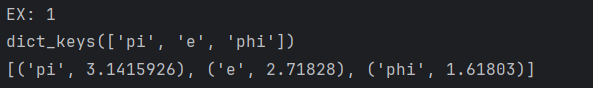 EX: 1
dict_keys(['pi', 'e', 'phi'])
[('pi', 3.1415926), ('e', 2.71828), ('phi', 1.61803)]